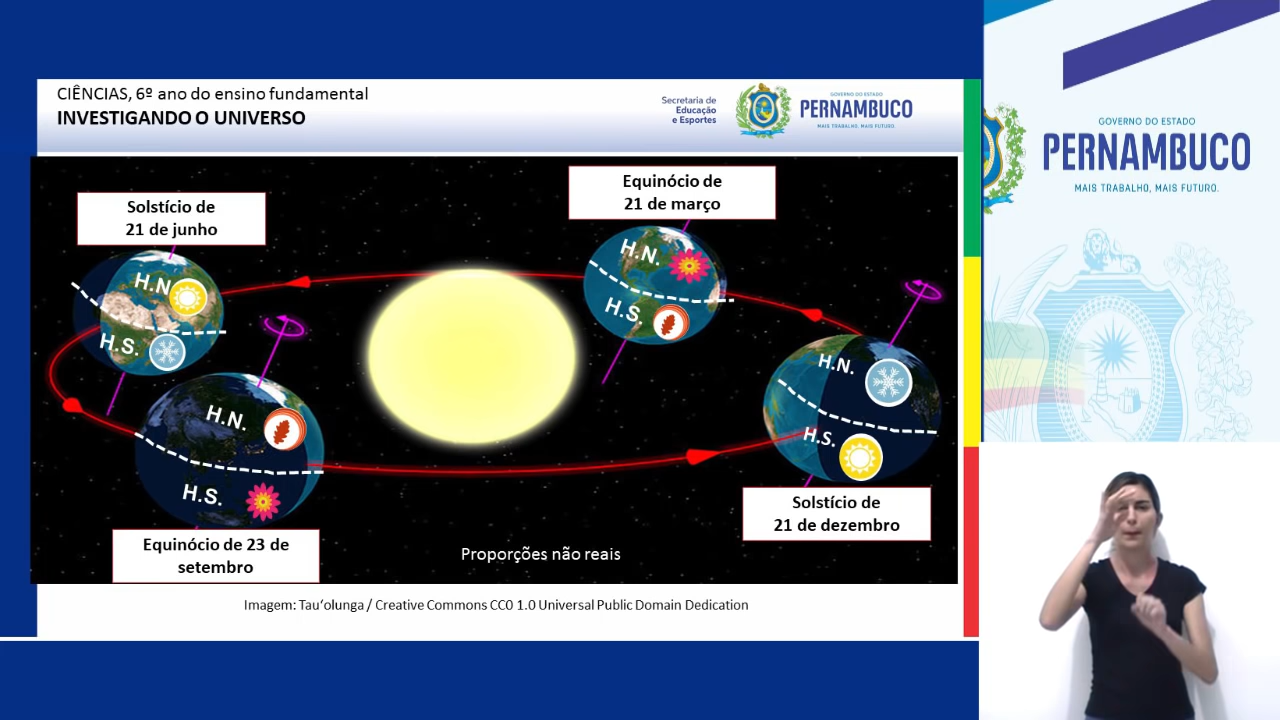 CIÊNCIAS, 6º ano do ensino fundamental
INVESTIGANDO O UNIVERSO
Secretaria de
Educação
e Esportes
GOVERNO DO ESTADO
PERNAMBUCO
MAIS TRABALHO, MAIS FUTURO.
GOVERNO DO ESTADO
PERNAMBUCO
MAIS TRABALHO, MAIS FUTURO.
Solstício de
21 de junho
Equinócio de
21 de março
H.N.
H.S.
H.N.
H.S.
H.N.
H.S.
H.N.
H.S.
Equinócio de 23 de
setembro
Solstício de
21 de dezembro
Proporções não reais
Imagem: Tau‘olunga / Creative Commons CC0 1.0 Universal Public Domain Dedication